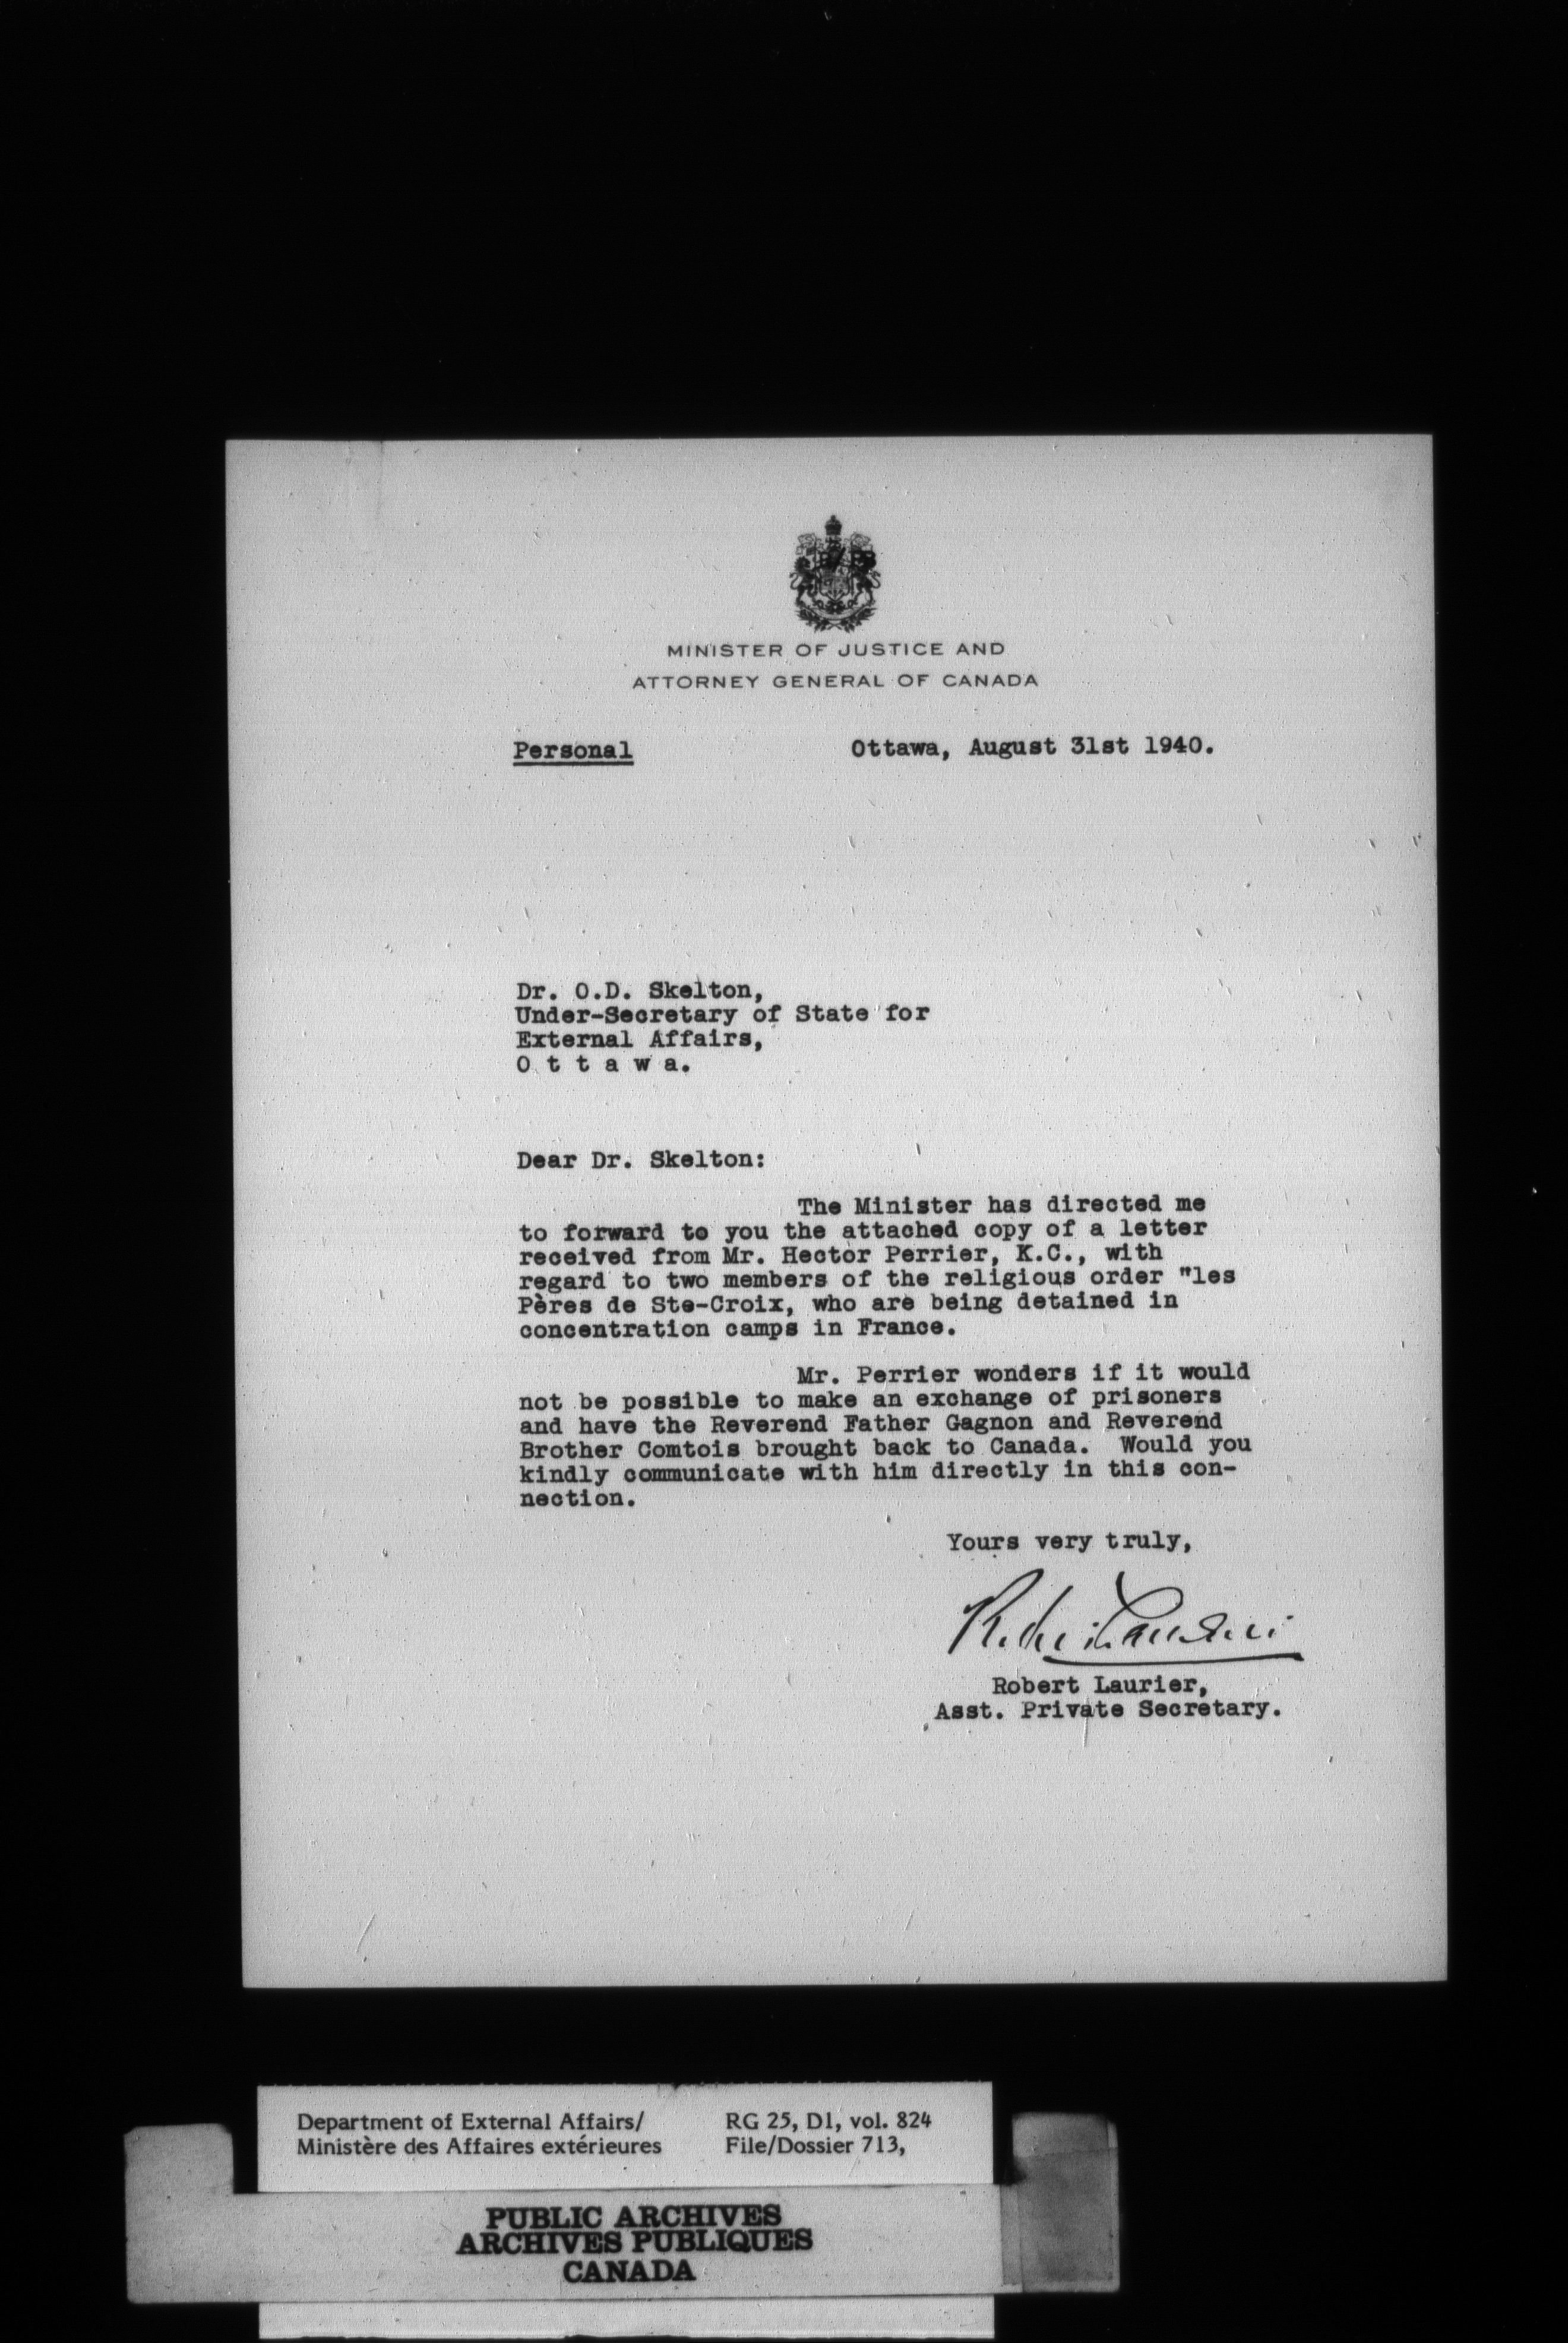 MINISTER OF JUSTICE AND
ATTORNEY GENERAL OF CANADA
Personal Ottawa, August 31st 1940.
Dr. O.D. Skelton,
Under-Secretary of State for
External Affairs,
O t t a w a.
Dear Dr. Skelton:
The Minister has directed me
to forward to you the attached copy of a letter
received from Mr. Hector Perrier, K.C., with
regard to two members of the religious order "les
Pères de Ste-Croix, who are being detained in
concentration camps in France.
Mr. Perrier wonders if it would
not be possible to make an exchange of prisoners
and have the Reverend Father Gagnon and Reverend
Brother Comtois brought back to Canada. Would you
kindly communicate with him directly in this con-
nection.
Yours very truly,
Robert Laurier
Robert Laurier,
Asst. Private Secretary.
Department of External Affairs/ RG 25, D1, vol. 824
Ministère des Affaires extérieures File/Dossier 713,
PUBLIC ARCHIVES
ARCHIVES PUBLIQUES
CANADA